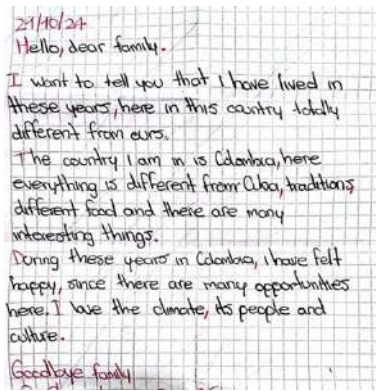 21/10/24
Hello, dear family.
I want to tell you that I have lived in
these years, here in this country totally
different from ours.
The country I am in is Colombia, here
everything is different from Cuba, traditions,
different food and there are many
interesting things.
During these years in Colombia, I have felt
happy, since there are many opportunities
here. I love the climate, its people and
culture.
Goodbye family